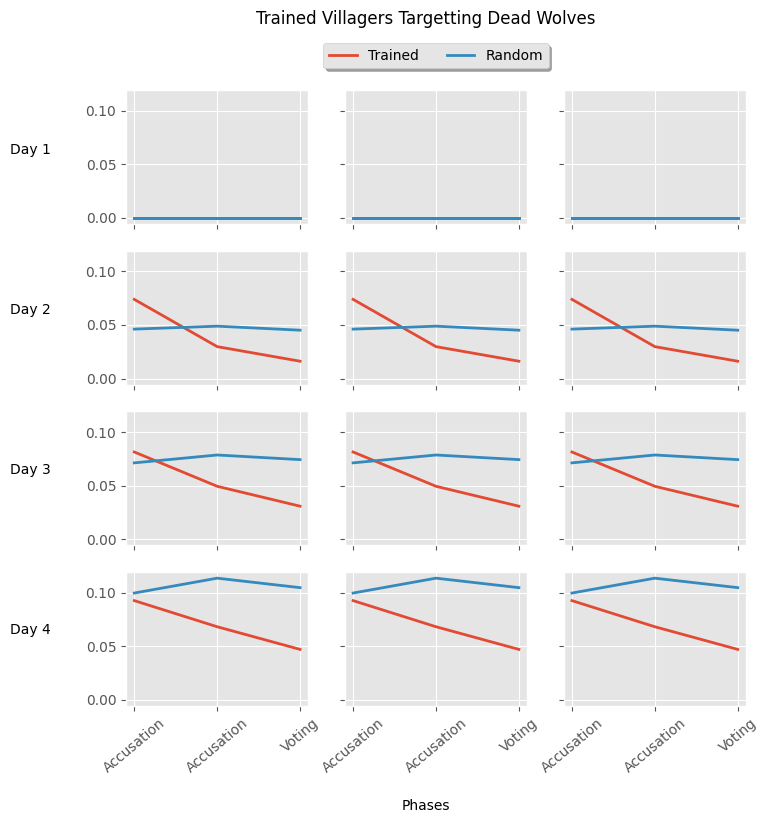 Trained Villagers Targetting Dead Wolves
Trained Random
Day 1
0.10
0.05
0.00
Day 2
0.10
0.05
0.00
Day 3
0.10
0.05
0.00
Day 4
0.10
0.05
0.00
Accusation Accusation Voting Accusation Accusation Voting Accusation Accusation Voting
Phases